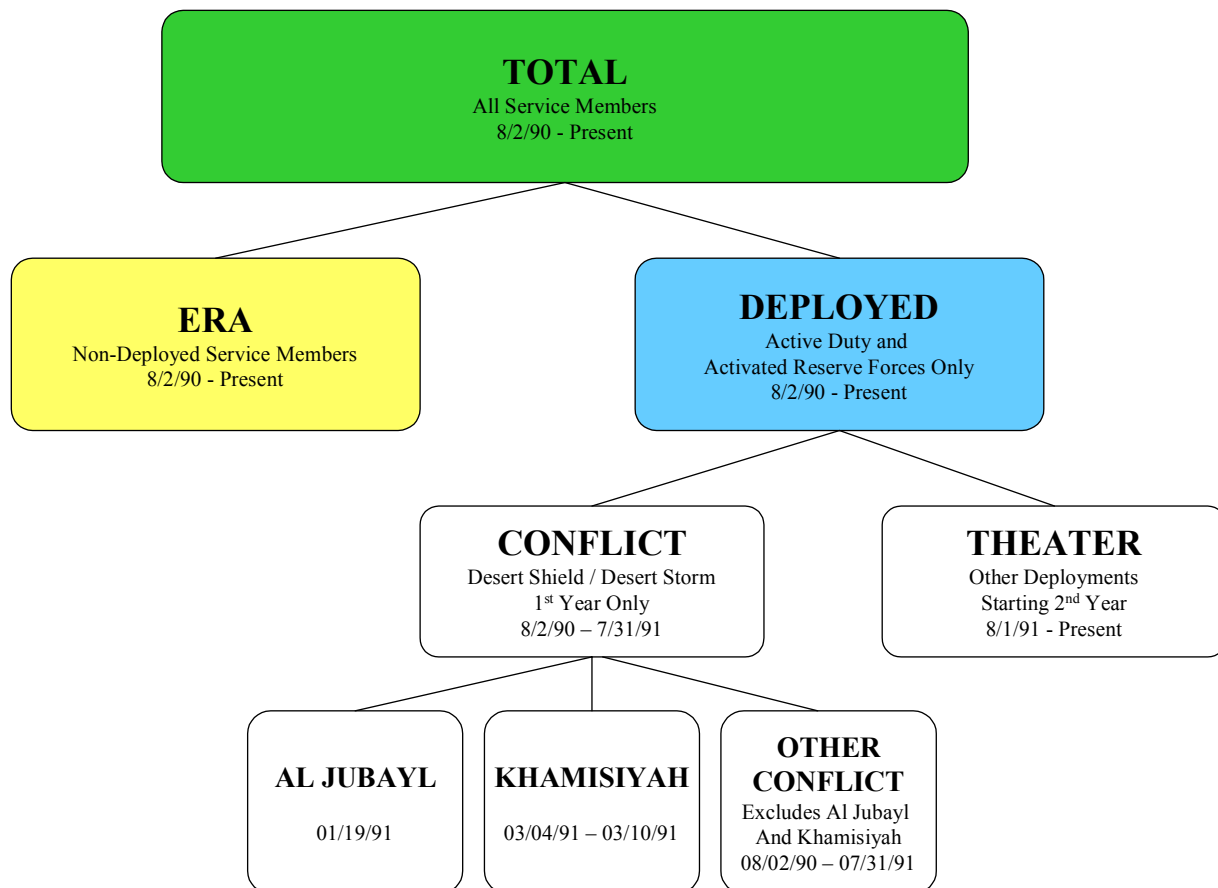 TOTAL
All Service Members
8/2/90 - Present
ERA
Non-Deployed Service Members
8/2/90 - Present
DEPLOYED
Active Duty and
Activated Reserve Forces Only
8/2/90 - Present
CONFLICT
Desert Shield / Desert Storm
1st Year Only
8/2/90 – 7/31/91
THEATER
Other Deployments
Starting 2nd Year
8/1/91 - Present
AL JUBAYL
01/19/91
KHAMISIYAH
03/04/91 – 03/10/91
OTHER
CONFLICT
Excludes Al Jubayl
And Khamisiyah
08/02/90 – 07/31/91